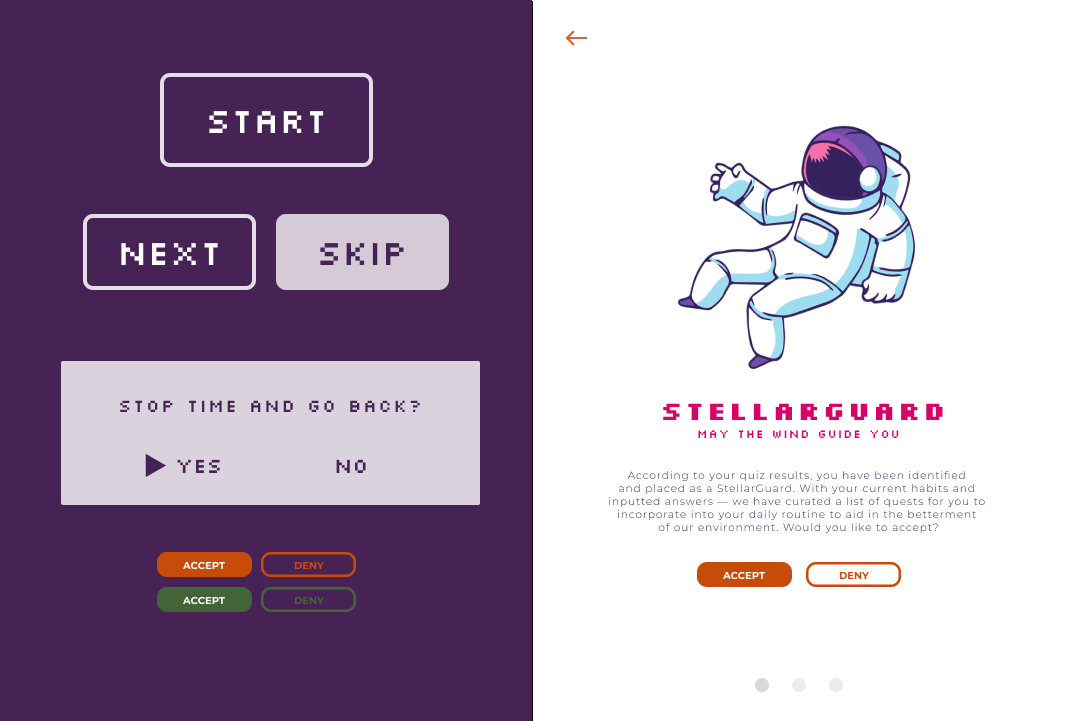 START
NEXT
SKIP
STOP TIME AND GO BACK?
YES
NO
ACCEPT
DENY
ACCEPT
DENY
STELLARGUARD
MAY THE WIND GUIDE YOU
According to your quiz results, you have been identified
and placed as a StellarGuard. With your current habits and
inputted answers — we have curated a list of quests for you to
incorporate into your daily routine to aid in the betterment
of our environment. Would you like to accept?
ACCEPT
DENY